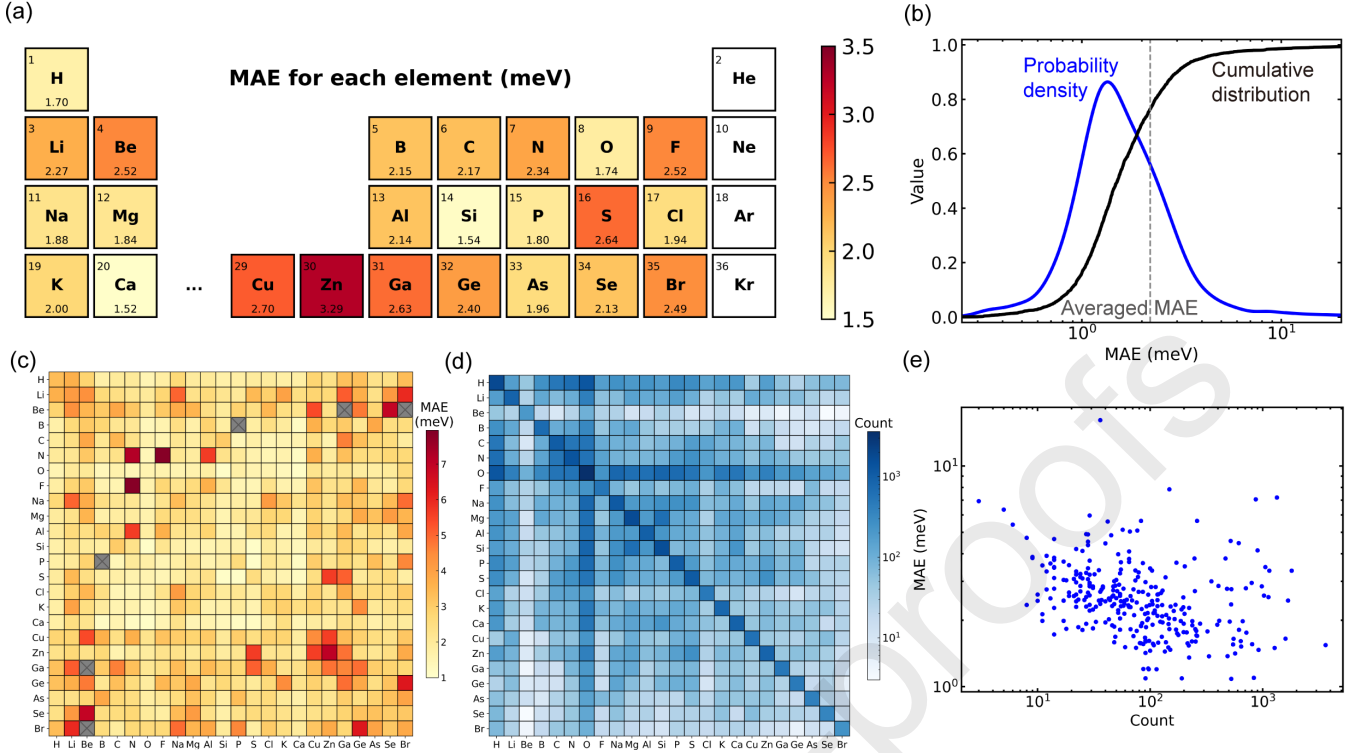 (a)
MAE for each element (meV)
1
H
1.70
2
He
3
Li
2.27
4
Be
2.52
5
B
2.15
6
C
2.17
7
N
2.34
8
O
1.74
9
F
2.52
10
Ne
11
Na
1.88
12
Mg
1.84
13
Al
2.14
14
Si
1.54
15
P
1.80
16
S
2.64
17
Cl
1.94
18
Ar
19
K
2.00
20
Ca
1.52
...
29
Cu
2.70
30
Zn
3.29
31
Ga
2.63
32
Ge
2.40
33
As
1.96
34
Se
2.13
35
Br
2.49
36
Kr
3.5
3.0
2.5
2.0
1.5
(b)
Value
1.0
0.8
0.6
0.4
0.2
0.0
Probability
density
Cumulative
distribution
Averaged MAE
10⁰
10¹
MAE (meV)
(c)
H
Li
Be
B
C
N
O
F
Na
Mg
Al
Si
P
S
Cl
K
Ca
Cu
Zn
Ga
Ge
As
Se
Br
H Li Be B C N O F Na Mg Al Si P S Cl K Ca Cu Zn Ga Ge As Se Br
MAE
(meV)
7
6
5
4
3
2
1
(d)
H
Li
Be
B
C
N
O
F
Na
Mg
Al
Si
P
S
Cl
K
Ca
Cu
Zn
Ga
Ge
As
Se
Br
H Li Be B C N O F Na Mg Al Si P S Cl K Ca Cu Zn Ga Ge As Se Br
Count
10³
10²
10¹
(e)
MAE (meV)
10¹
10⁰
10¹
10²
10³
Count
proofs